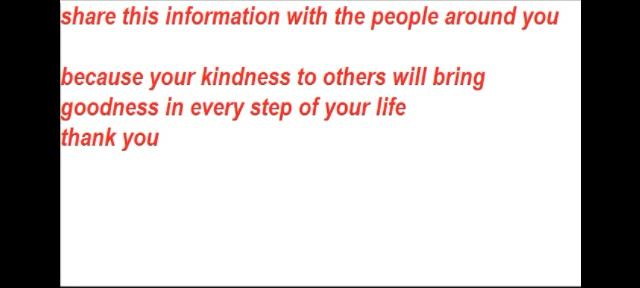 share this information with the people around you
because your kindness to others will bring
goodness in every step of your life
thank you